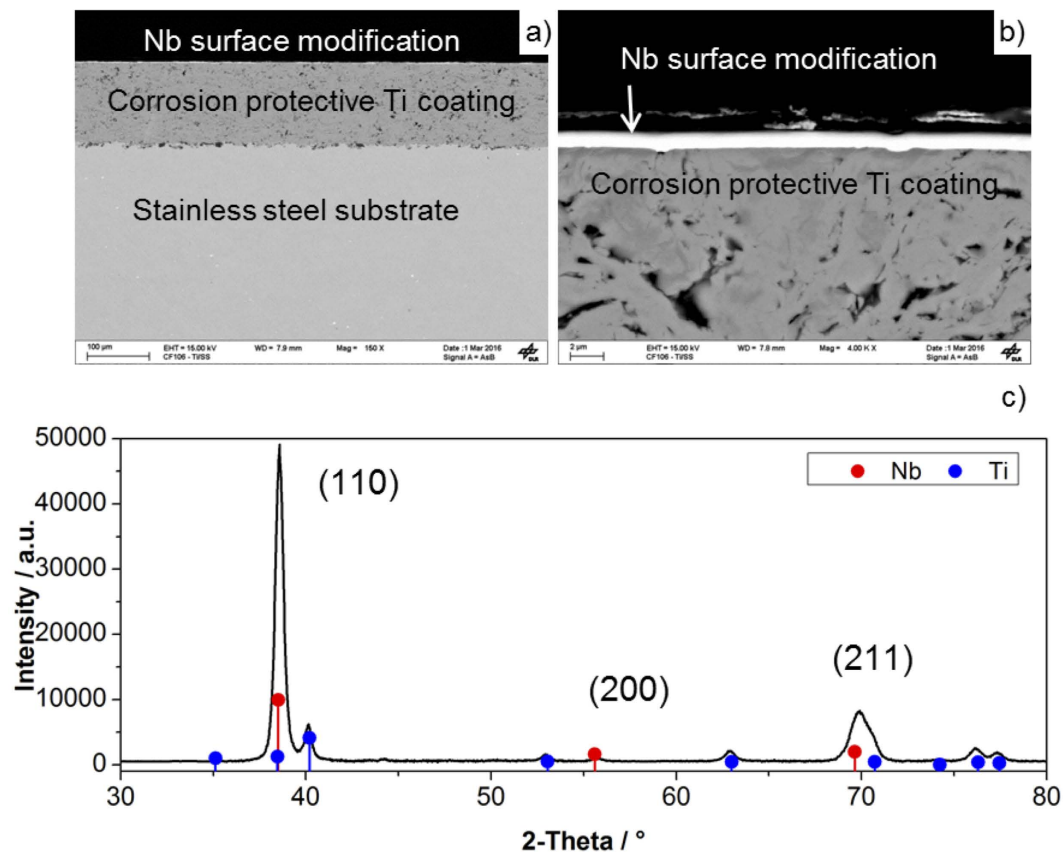 a)
Nb surface modification
Corrosion protective Ti coating
Stainless steel substrate
100 µm
EHT = 15.00 kV
WD = 7.9 mm
Mag = 150 X
Date :1 Mar 2016
CF106 - Ti/SS
Signal A = AsB
DLR
b)
Nb surface modification
Corrosion protective Ti coating
2 µm
EHT = 15.00 kV
WD = 7.9 mm
Mag = 4.00 K X
Date :1 Mar 2016
CF106 - Ti/SS
Signal A = AsB
DLR
c)
50000
40000
30000
20000
10000
0
Intensity / a.u.
(110)
(200)
(211)
Nb
Ti
30
40
50
60
70
80
2-Theta / °